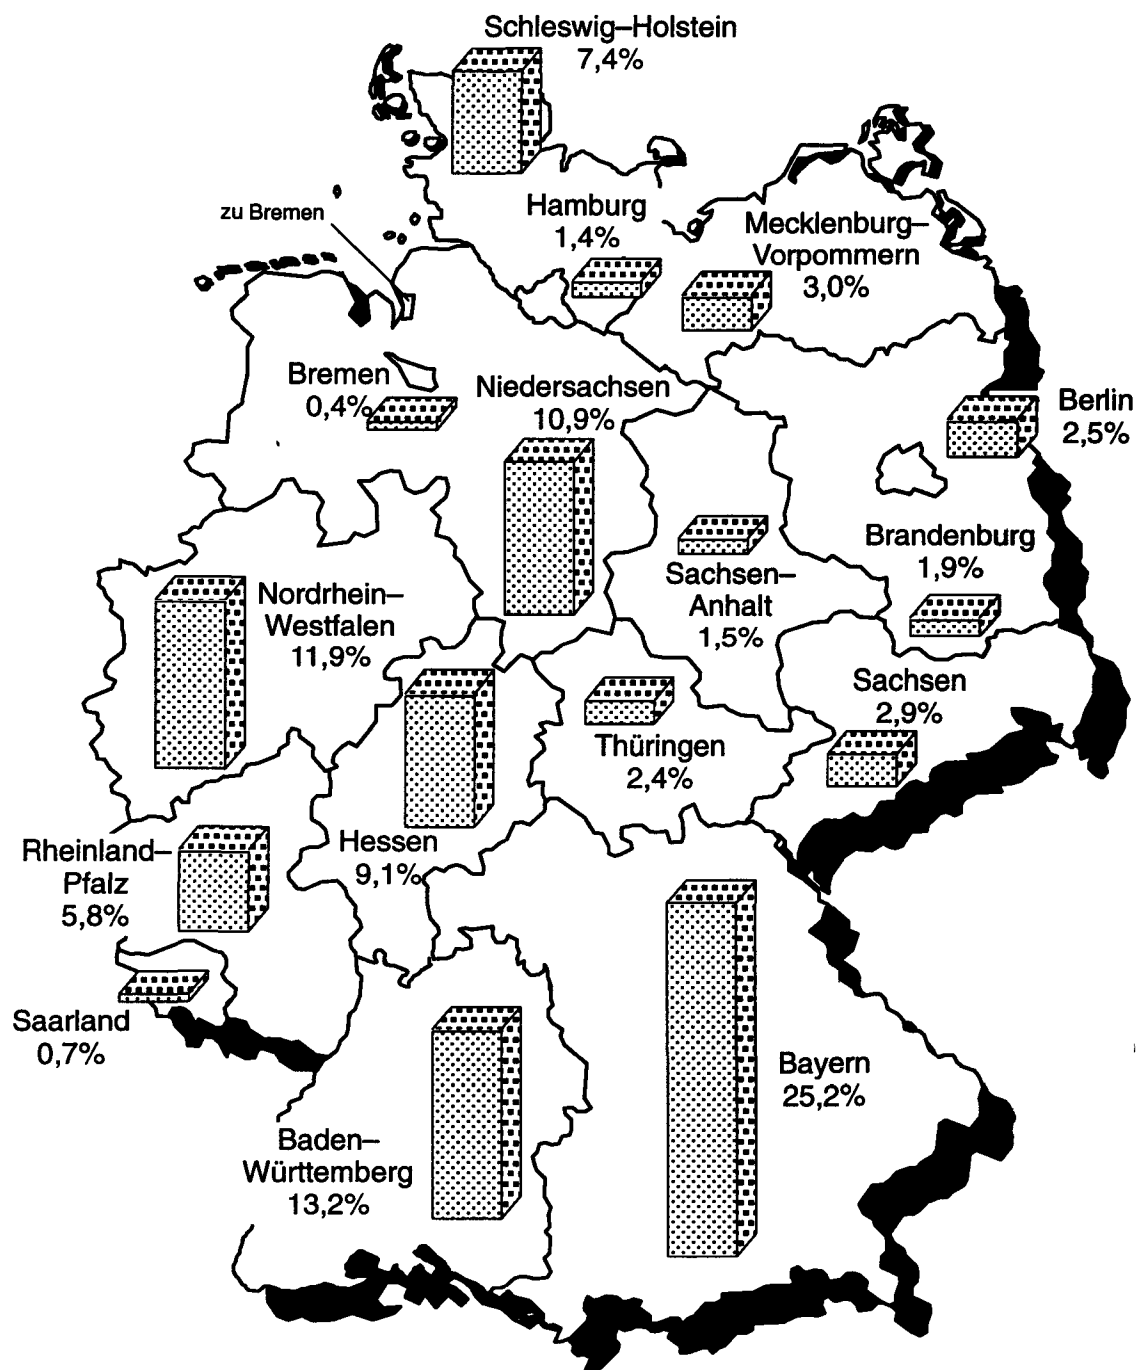 Schleswig–Holstein
7,4%
zu Bremen
Hamburg
1,4%
Mecklenburg–
Vorpommern
3,0%
Bremen
0,4%
Niedersachsen
10,9%
Berlin
2,5%
Brandenburg
1,9%
Sachsen–
Anhalt
1,5%
Nordrhein–
Westfalen
11,9%
Sachsen
2,9%
Thüringen
2,4%
Hessen
9,1%
Rheinland–
Pfalz
5,8%
Saarland
0,7%
Bayern
25,2%
Baden–
Württemberg
13,2%